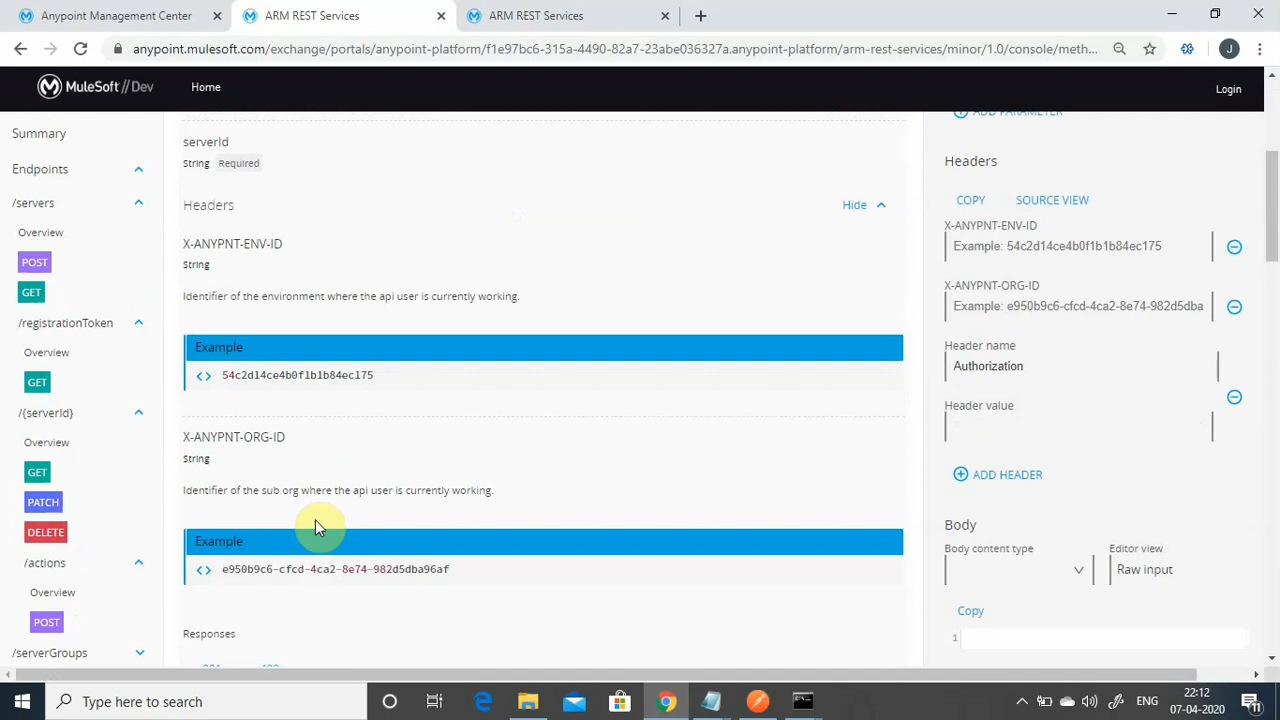 Anypoint Management Center
ARM REST Services
ARM REST Services
anypoint.mulesoft.com/exchange/portals/anypoint-platform/f1e97bc6-315a-4490-82a7-23abe036327a.anypoint-platform/arm-rest-services/minor/1.0/console/meth...
J
MuleSoft // Dev
Home
Login
Summary
Endpoints
/servers
Overview
POST
GET
/registrationToken
Overview
GET
/{serverId}
Overview
GET
PATCH
DELETE
/actions
Overview
POST
/serverGroups
serverId
String Required
Headers
Hide
X-ANYPNT-ENV-ID
String
Identifier of the environment where the api user is currently working.
Example
<> 54c2d14ce4b0f1b1b84ec175
X-ANYPNT-ORG-ID
String
Identifier of the sub org where the api user is currently working.
Example
<> e950b9c6-cfcd-4ca2-8e74-982d5dba96af
Responses
ADD PARAMETER
Headers
COPY SOURCE VIEW
X-ANYPNT-ENV-ID
Example: 54c2d14ce4b0f1b1b84ec175
X-ANYPNT-ORG-ID
Example: e950b9c6-cfcd-4ca2-8e74-982d5dba
Header name
Authorization
Header value
ADD HEADER
Body
Body content type
Editor view
Raw input
Copy
1
Type here to search
ENG
22:12
07-04-2020